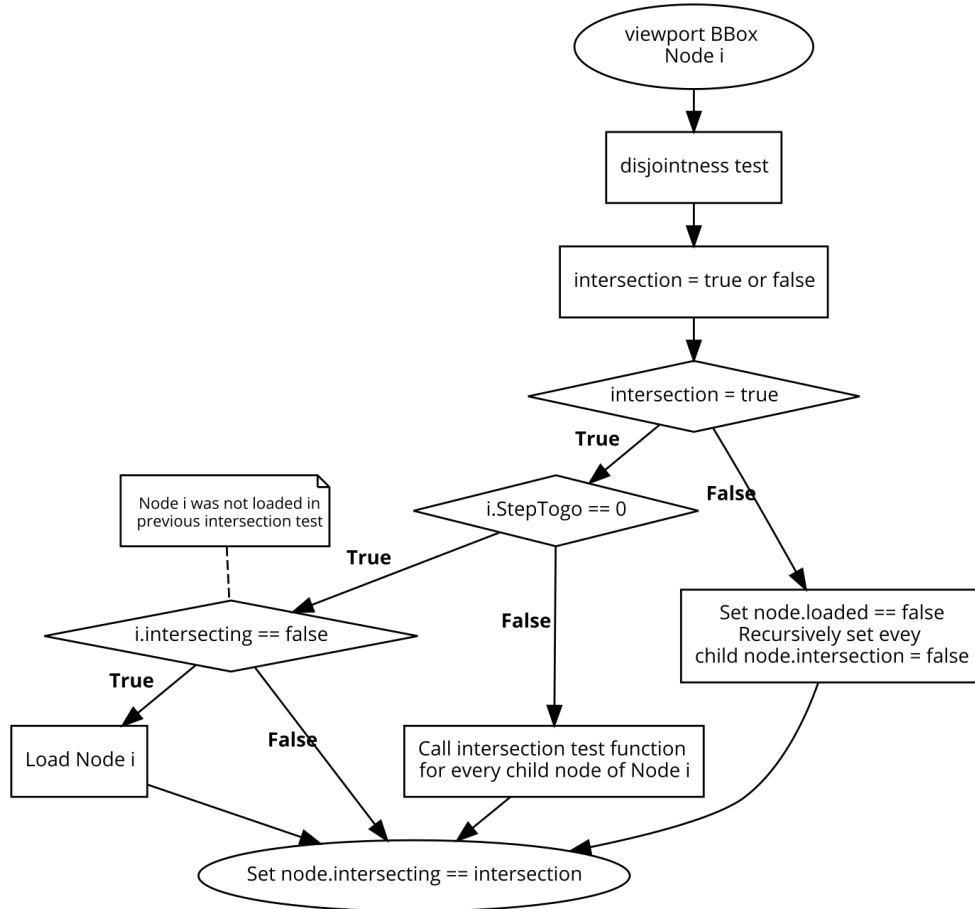 viewport BBox
Node i
disjointness test
intersection = true or false
intersection = true
True
False
i.StepTogo == 0
Node i was not loaded in
previous intersection test
True
False
i.intersecting == false
Set node.loaded == false
Recursively set evey
child node.intersection = false
True
False
Load Node i
Call intersection test function
for every child node of Node i
Set node.intersecting == intersection